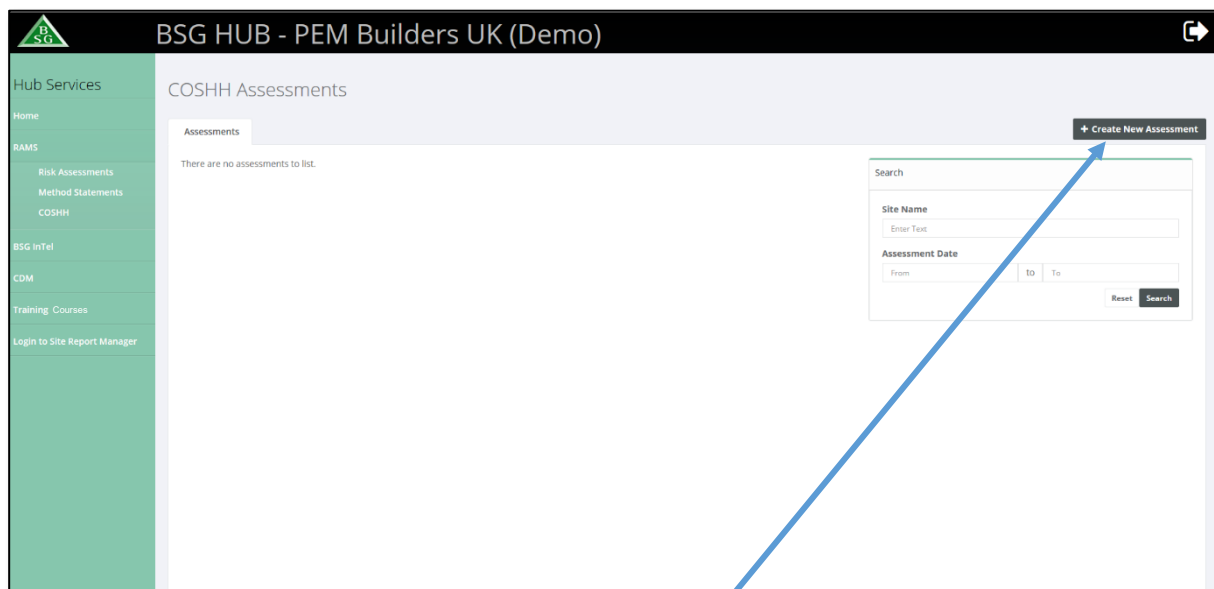 BSG
BSG HUB - PEM Builders UK (Demo)
Hub Services
Home
RAMS
Risk Assessments
Method Statements
COSHH
BSG InTel
CDM
Training Courses
Login to Site Report Manager
COSHH Assessments
Assessments
+ Create New Assessment
There are no assessments to list.
Search
Site Name
Enter Text
Assessment Date
From to To
Reset Search